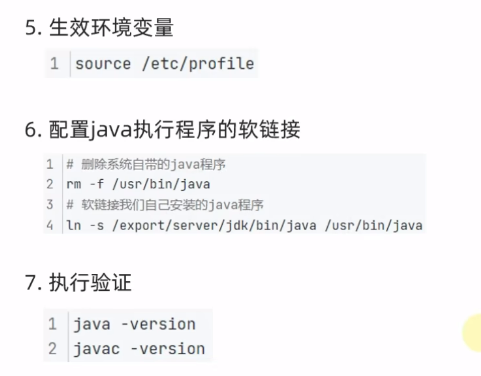 5. 生效环境变量
1 source /etc/profile
6. 配置java执行程序的软链接
1 # 删除系统自带的java程序
2 rm -f /usr/bin/java
3 # 软链接我们自己安装的java程序
4 ln -s /export/server/jdk/bin/java /usr/bin/java
7. 执行验证
1 java -version
2 javac -version